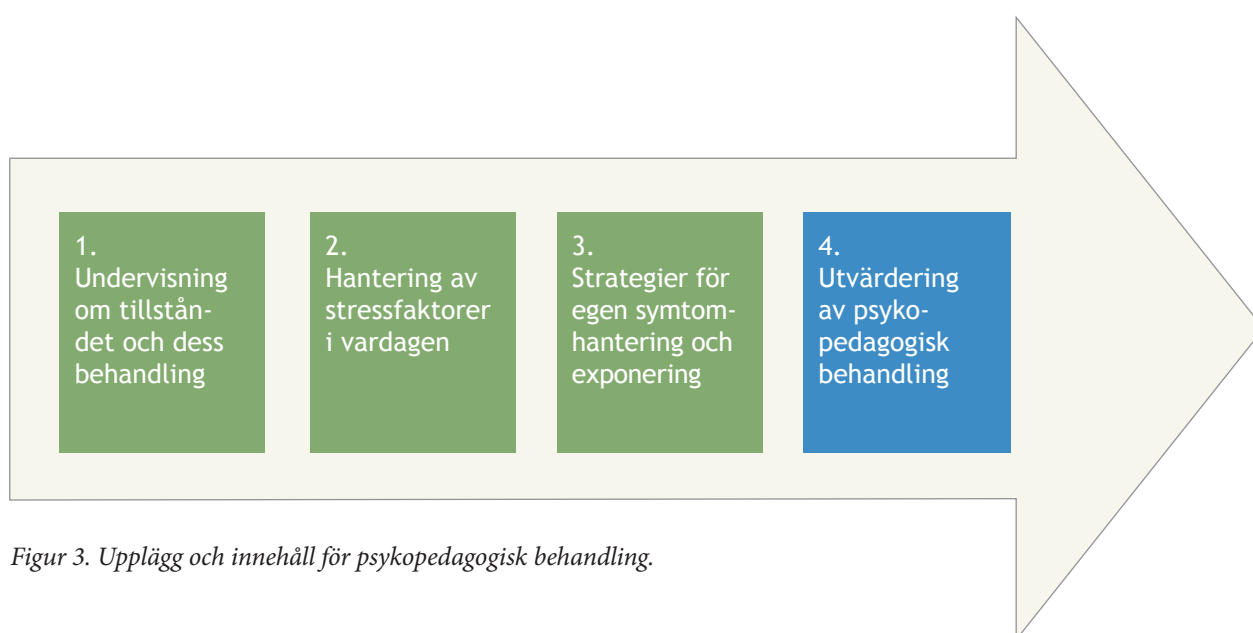 1.
Undervisning
om tillstån-
det och dess
behandling
2.
Hantering av
stressfaktorer
i vardagen
3.
Strategier för
egen symtom-
hantering och
exponering
4.
Utvärdering
av psyko-
pedagogisk
behandling
Figur 3. Upplägg och innehåll för psykopedagogisk behandling.